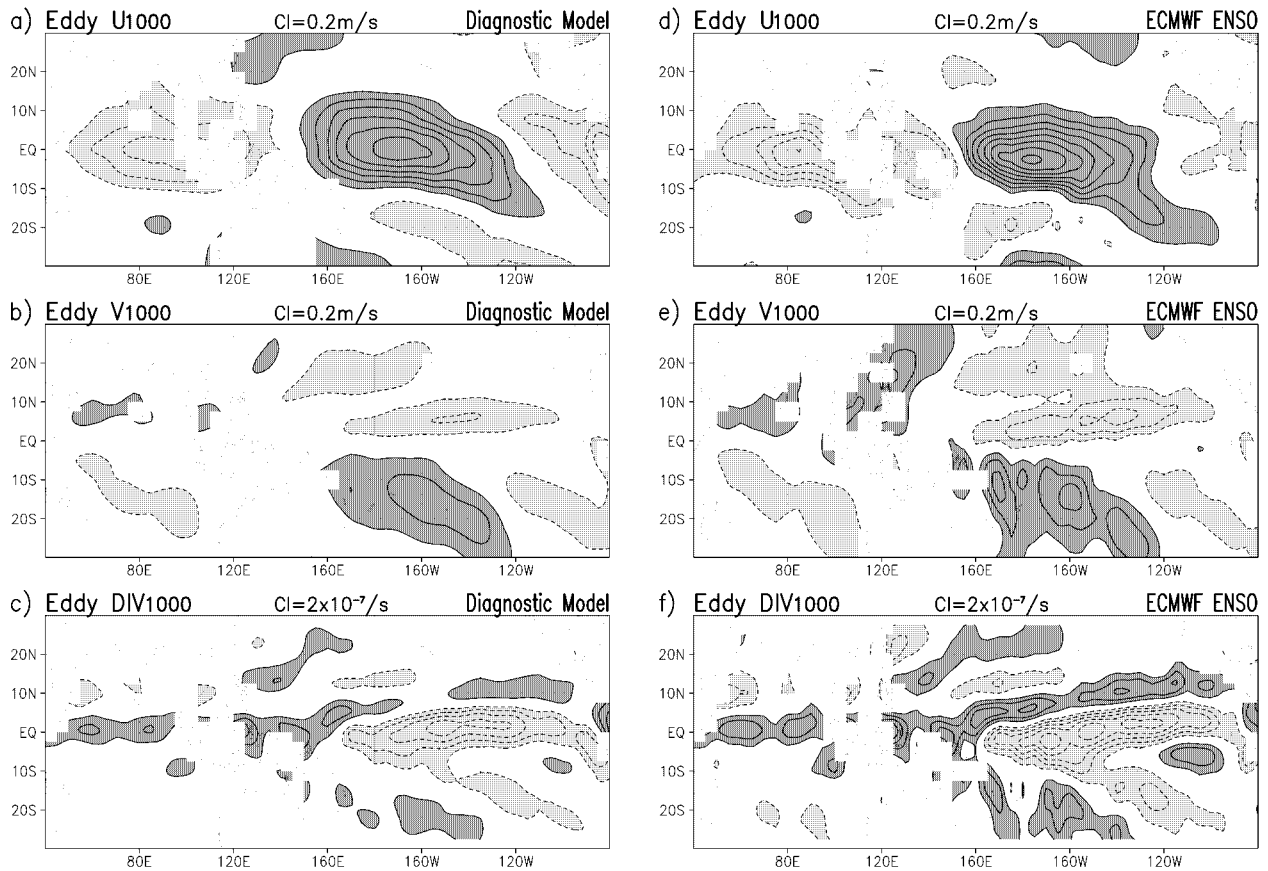 a) Eddy U1000 CI=0.2m/s Diagnostic Model
20N
10N
EQ
10S
20S
80E 120E 160E 160W 120W
b) Eddy V1000 CI=0.2m/s Diagnostic Model
20N
10N
EQ
10S
20S
80E 120E 160E 160W 120W
c) Eddy DIV1000 CI=2x10⁻⁷/s Diagnostic Model
20N
10N
EQ
10S
20S
80E 120E 160E 160W 120W
d) Eddy U1000 CI=0.2m/s ECMWF ENSO
20N
10N
EQ
10S
20S
80E 120E 160E 160W 120W
e) Eddy V1000 CI=0.2m/s ECMWF ENSO
20N
10N
EQ
10S
20S
80E 120E 160E 160W 120W
f) Eddy DIV1000 CI=2x10⁻⁷/s ECMWF ENSO
20N
10N
EQ
10S
20S
80E 120E 160E 160W 120W